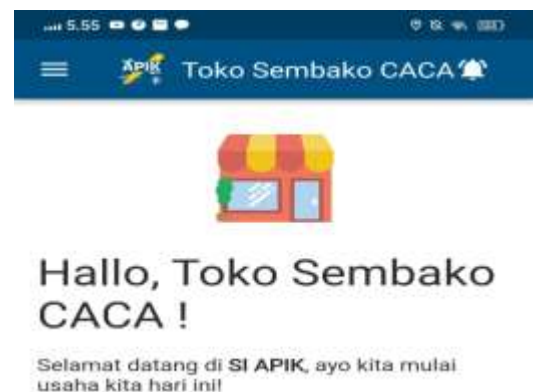 5.55
APIK Toko Sembako CACA
Hallo, Toko Sembako
CACA !
Selamat datang di SI APIK, ayo kita mulai
usaha kita hari ini!